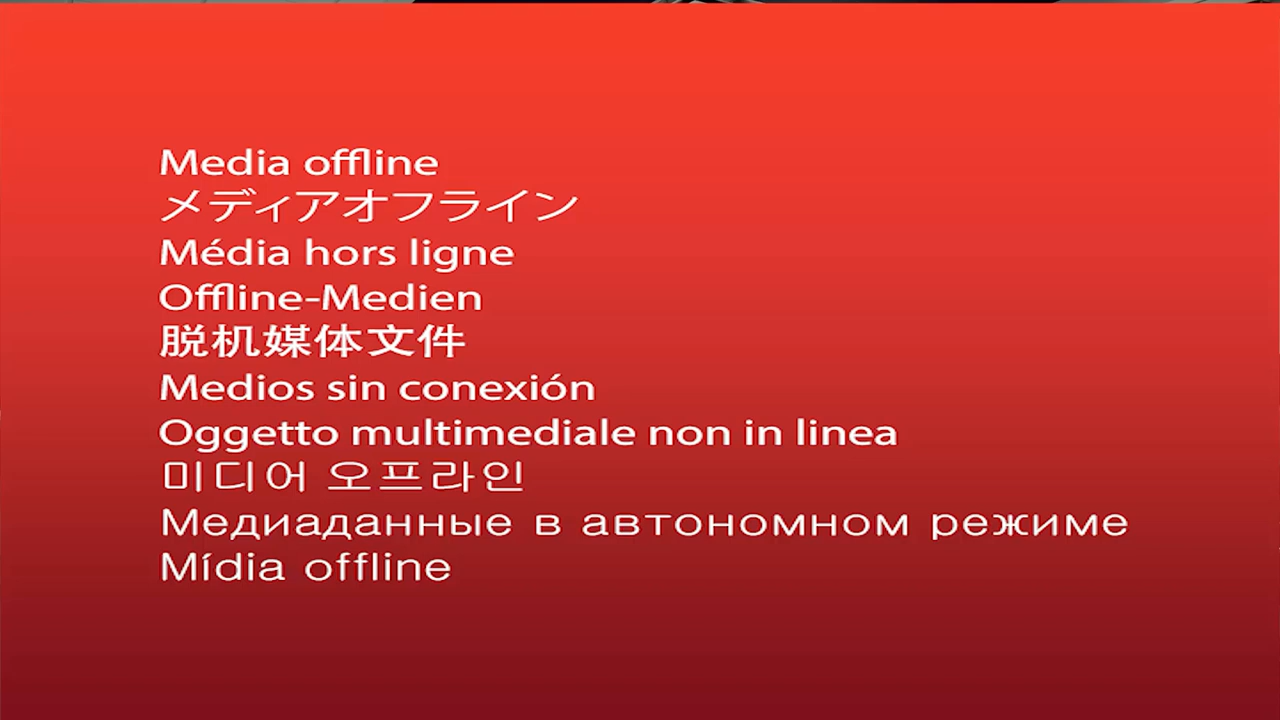 Media offline
メディアオフライン
Média hors ligne
Offline-Medien
脱机媒体文件
Medios sin conexión
Oggetto multimediale non in linea
미디어 오프라인
Медиаданные в автономном режиме
Mídia offline